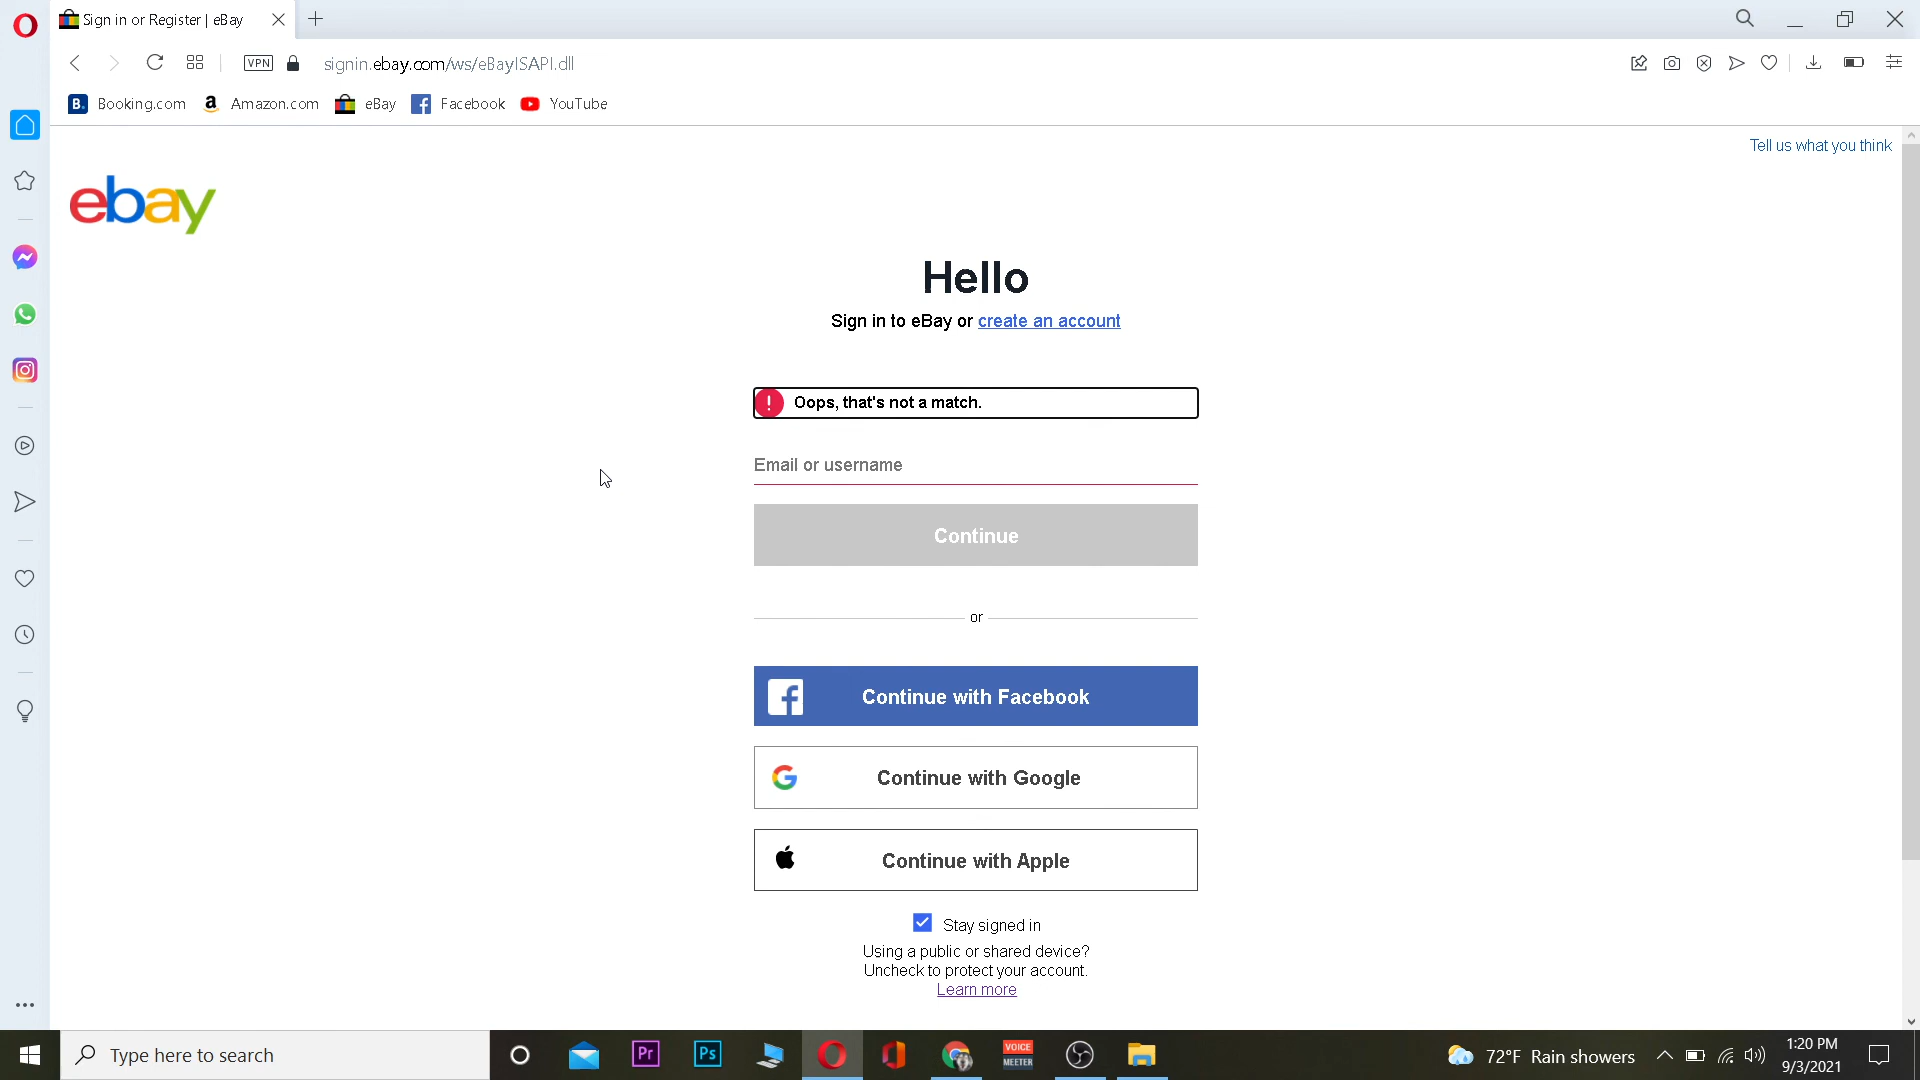 Sign in or Register | eBay
VPN
signin.ebay.com/ws/eBayISAPI.dll
B. Booking.com a Amazon.com eBay Facebook YouTube
Tell us what you think
ebay
Hello
Sign in to eBay or create an account
! Oops, that's not a match.
Email or username
Continue
or
Continue with Facebook
Continue with Google
Continue with Apple
Stay signed in
Using a public or shared device?
Uncheck to protect your account.
Learn more
Type here to search
Pr
Ps
VOICE
MEETER
72°F Rain showers
1:20 PM
9/3/2021